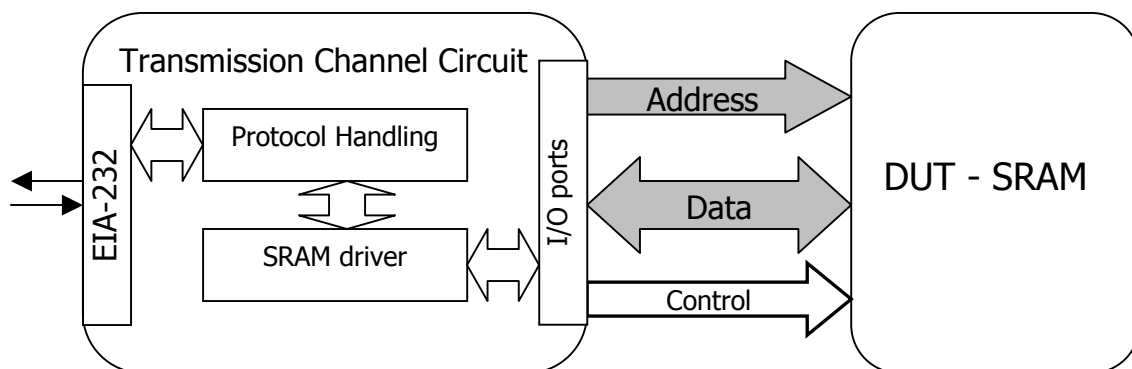 Transmission Channel Circuit
EIA-232
Protocol Handling
SRAM driver
I/O ports
Address
Data
Control
DUT - SRAM